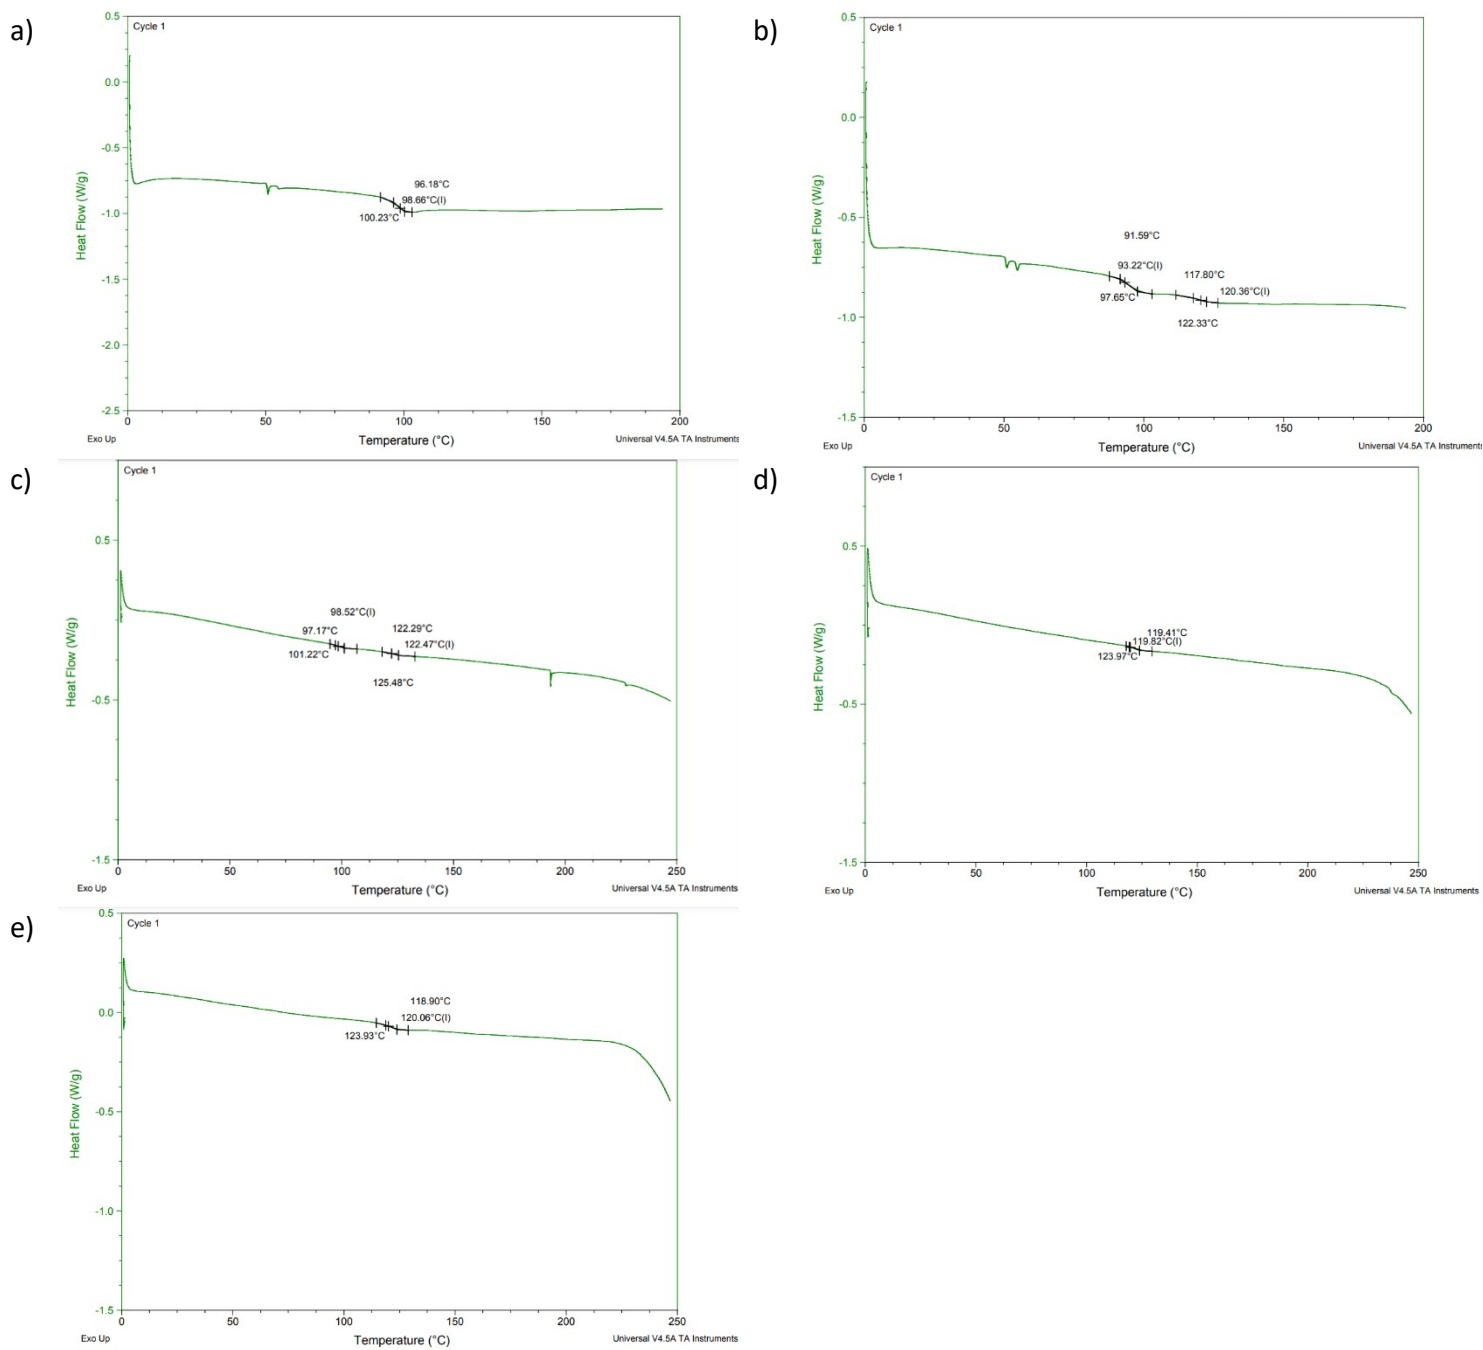 a)
Cycle 1
0.5
0.0
-0.5
-1.0
-1.5
-2.0
-2.5
Heat Flow (W/g)
96.18°C
98.66°C(I)
100.23°C
0
50
100
150
200
Exo Up
Temperature (°C)
Universal V4.5A TA Instruments
b)
Cycle 1
0.5
0.0
-0.5
-1.0
-1.5
Heat Flow (W/g)
91.59°C
93.22°C(I)
97.65°C
117.80°C
120.36°C(I)
122.33°C
0
50
100
150
200
Exo Up
Temperature (°C)
Universal V4.5A TA Instruments
c)
Cycle 1
0.5
-0.5
-1.5
Heat Flow (W/g)
98.52°C(I)
97.17°C
101.22°C
122.29°C
122.47°C(I)
125.48°C
0
50
100
150
200
250
Exo Up
Temperature (°C)
Universal V4.5A TA Instruments
d)
Cycle 1
0.5
-0.5
-1.5
Heat Flow (W/g)
119.41°C
119.82°C(I)
123.97°C
0
50
100
150
200
250
Exo Up
Temperature (°C)
Universal V4.5A TA Instruments
e)
Cycle 1
0.5
0.0
-0.5
-1.0
-1.5
Heat Flow (W/g)
118.90°C
120.06°C(I)
123.93°C
0
50
100
150
200
250
Exo Up
Temperature (°C)
Universal V4.5A TA Instruments